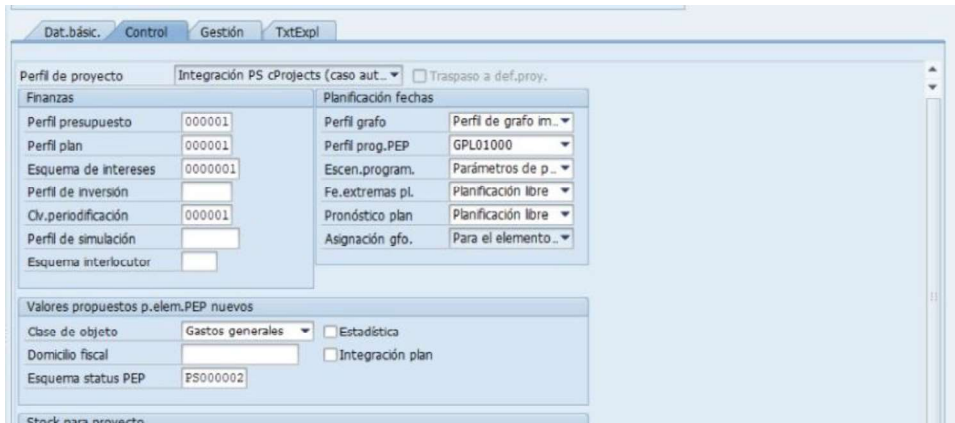 Dat.básic. Control Gestión TxtExpl
Perfil de proyecto Integración PS cProjects (caso aut... Traspaso a def.proy.
Finanzas
Perfil presupuesto 000001
Perfil plan 000001
Esquema de intereses 0000001
Perfil de inversión
Clv.periodificación 000001
Perfil de simulación
Esquema interlocutor
Planificación fechas
Perfil grafo Perfil de grafo im...
Perfil prog.PEP GPL01000
Escen.program. Parámetros de p...
Fe.extremas pl. Planificación libre
Pronóstico plan Planificación libre
Asignación gfo. Para el elemento...
Valores propuestos p.elem.PEP nuevos
Clase de objeto Gastos generales Estadística
Domicilio fiscal Integración plan
Esquema status PEP PS000002
Stock para proyecto